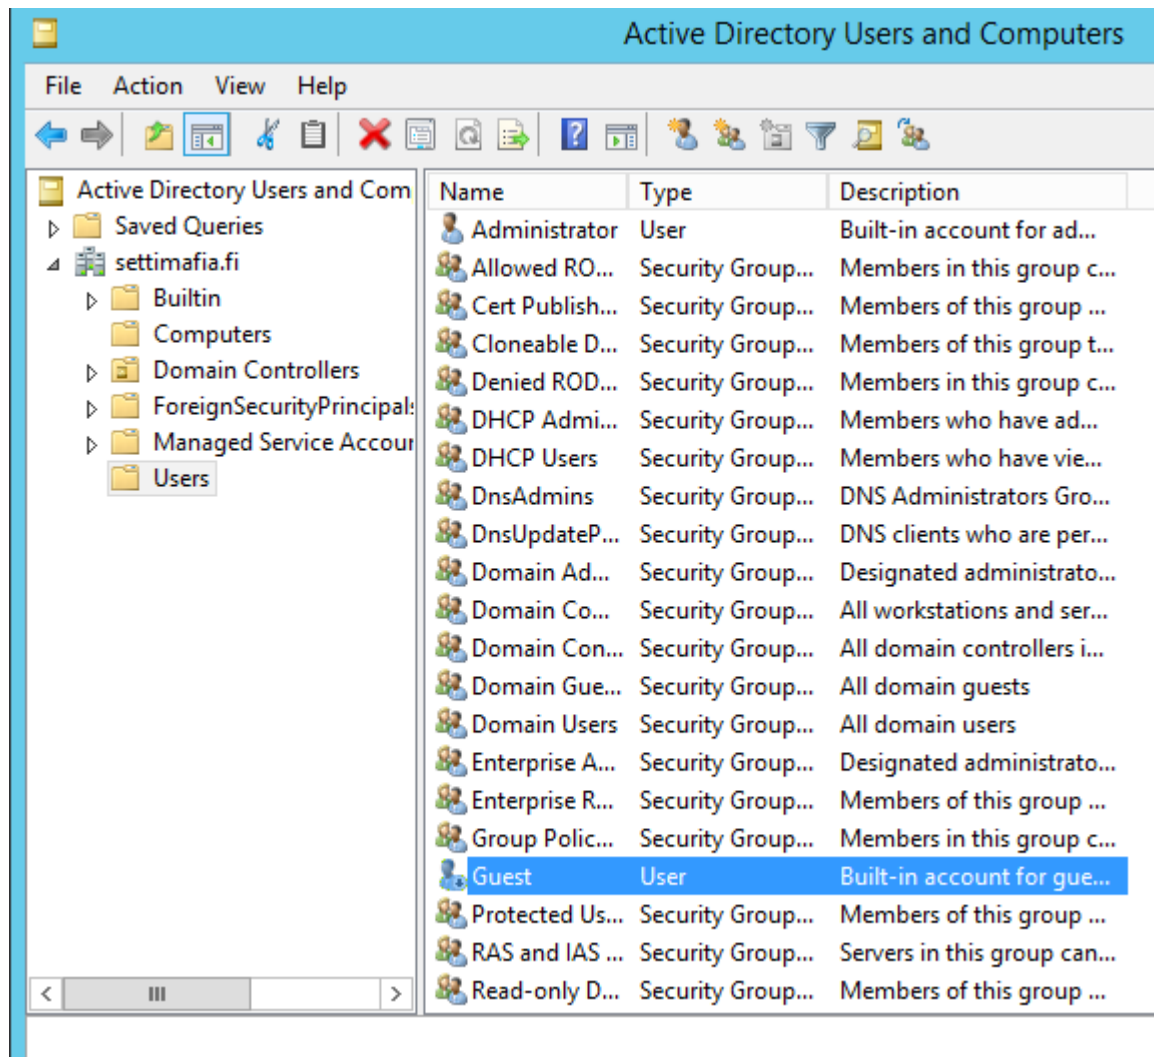 Active Directory Users and Computers
File Action View Help
Active Directory Users and Com
Saved Queries
settimafia.fi
Builtin
Computers
Domain Controllers
ForeignSecurityPrincipals
Managed Service Accour
Users
Name Type Description
Administrator User Built-in account for ad...
Allowed RO... Security Group... Members in this group c...
Cert Publish... Security Group... Members of this group ...
Cloneable D... Security Group... Members of this group t...
Denied ROD... Security Group... Members in this group c...
DHCP Admi... Security Group... Members who have ad...
DHCP Users Security Group... Members who have vie...
DnsAdmins Security Group... DNS Administrators Gro...
DnsUpdateP... Security Group... DNS clients who are per...
Domain Ad... Security Group... Designated administrato...
Domain Co... Security Group... All workstations and ser...
Domain Con... Security Group... All domain controllers i...
Domain Gue... Security Group... All domain guests
Domain Users Security Group... All domain users
Enterprise A... Security Group... Designated administrato...
Enterprise R... Security Group... Members of this group ...
Group Polic... Security Group... Members in this group c...
Guest User Built-in account for gue...
Protected Us... Security Group... Members of this group ...
RAS and IAS ... Security Group... Servers in this group can...
Read-only D... Security Group... Members of this group ...